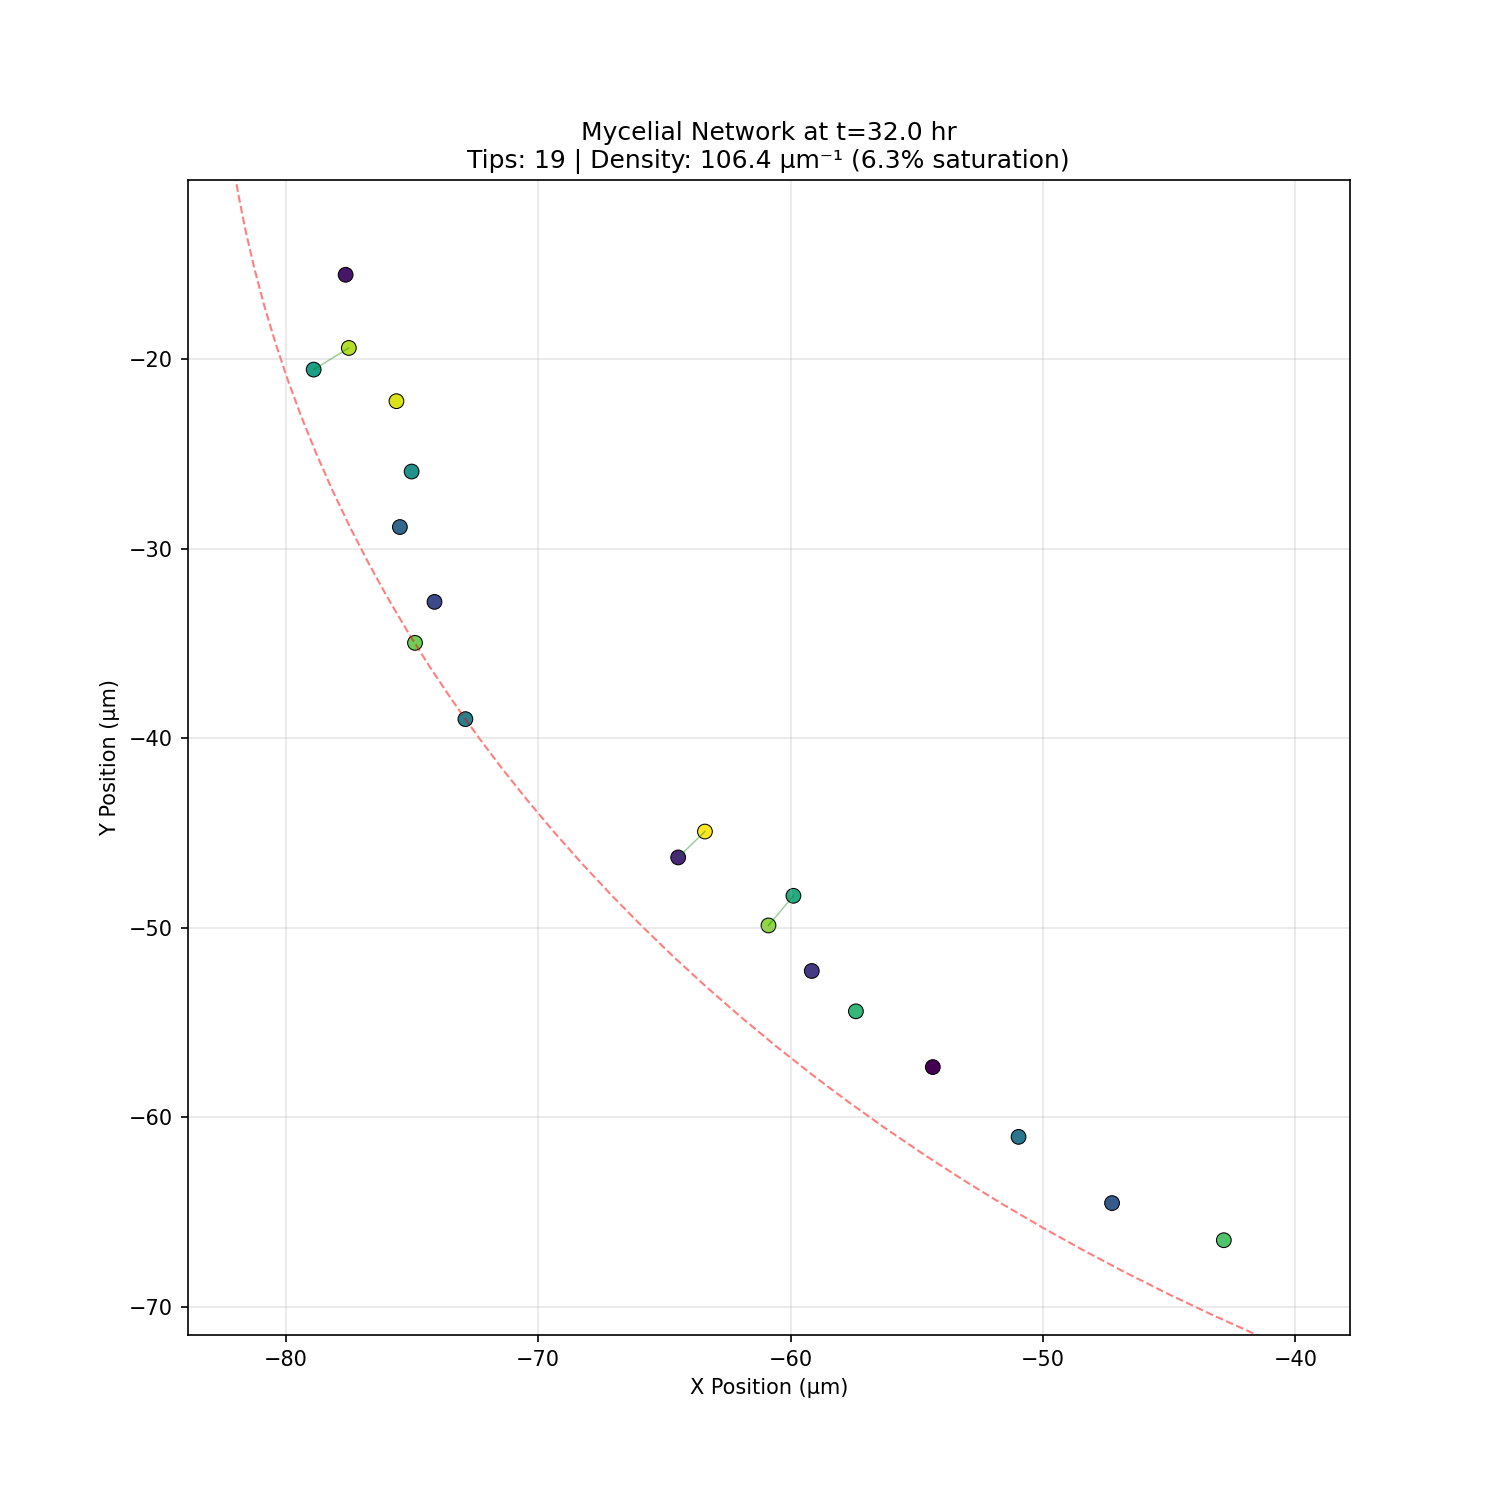 Mycelial Network at t=32.0 hr
Tips: 19 | Density: 106.4 μm⁻¹ (6.3% saturation)
Y Position (μm)
−20
−30
−40
−50
−60
−70
−80
−70
−60
−50
−40
X Position (μm)